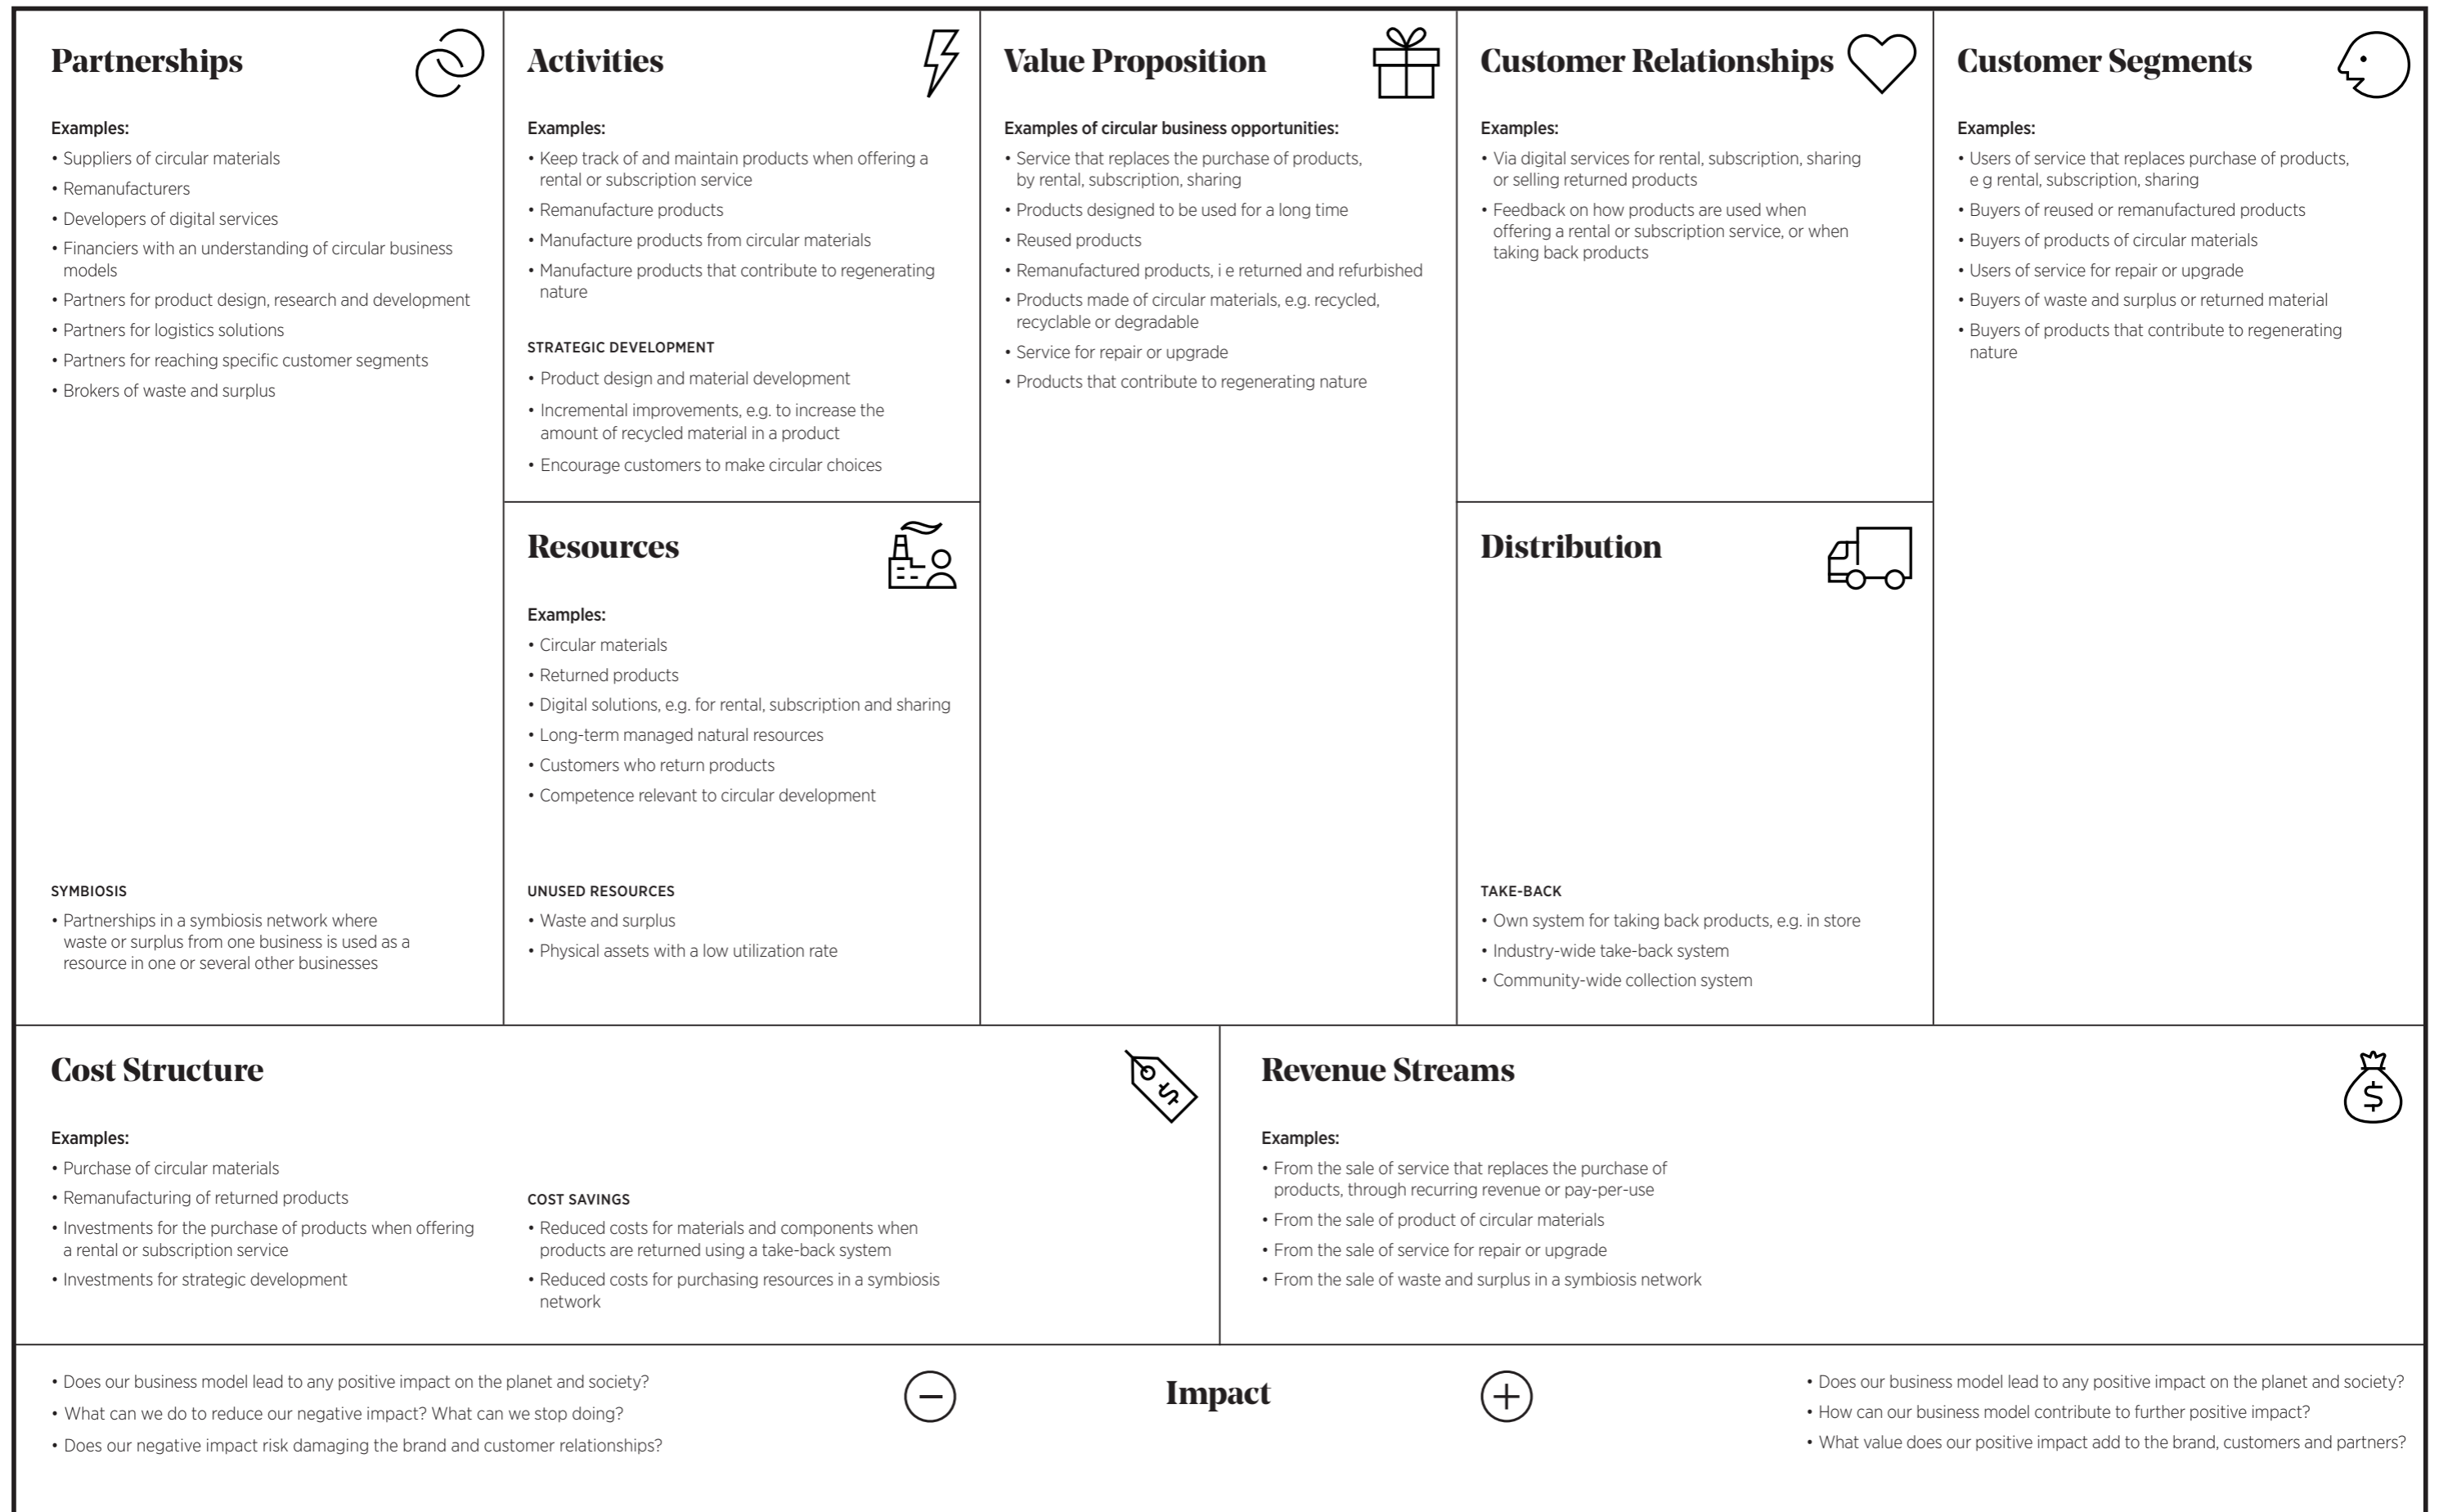 Partnerships
Examples:
• Suppliers of circular materials
• Remanufacturers
• Developers of digital services
• Financiers with an understanding of circular business
models
• Partners for product design, research and development
• Partners for logistics solutions
• Partners for reaching specific customer segments
• Brokers of waste and surplus
SYMBIOSIS
• Partnerships in a symbiosis network where
waste or surplus from one business is used as a
resource in one or several other businesses
Activities
Examples:
• Keep track of and maintain products when offering a
rental or subscription service
• Remanufacture products
• Manufacture products from circular materials
• Manufacture products that contribute to regenerating
nature
STRATEGIC DEVELOPMENT
• Product design and material development
• Incremental improvements, e.g. to increase the
amount of recycled material in a product
• Encourage customers to make circular choices
Resources
Examples:
• Circular materials
• Returned products
• Digital solutions, e.g. for rental, subscription and sharing
• Long-term managed natural resources
• Customers who return products
• Competence relevant to circular development
UNUSED RESOURCES
• Waste and surplus
• Physical assets with a low utilization rate
Value Proposition
Examples of circular business opportunities:
• Service that replaces the purchase of products,
by rental, subscription, sharing
• Products designed to be used for a long time
• Reused products
• Remanufactured products, i e returned and refurbished
• Products made of circular materials, e.g. recycled,
recyclable or degradable
• Service for repair or upgrade
• Products that contribute to regenerating nature
Customer Relationships
Examples:
• Via digital services for rental, subscription, sharing
or selling returned products
• Feedback on how products are used when
offering a rental or subscription service, or when
taking back products
Distribution
TAKE-BACK
• Own system for taking back products, e.g. in store
• Industry-wide take-back system
• Community-wide collection system
Customer Segments
Examples:
• Users of service that replaces purchase of products,
e g rental, subscription, sharing
• Buyers of reused or remanufactured products
• Buyers of products of circular materials
• Users of service for repair or upgrade
• Buyers of waste and surplus or returned material
• Buyers of products that contribute to regenerating
nature
Cost Structure
Examples:
• Purchase of circular materials
• Remanufacturing of returned products
• Investments for the purchase of products when offering
a rental or subscription service
• Investments for strategic development
COST SAVINGS
• Reduced costs for materials and components when
products are returned using a take-back system
• Reduced costs for purchasing resources in a symbiosis
network
$
Revenue Streams
$
Examples:
• From the sale of service that replaces the purchase of
products, through recurring revenue or pay-per-use
• From the sale of product of circular materials
• From the sale of service for repair or upgrade
• From the sale of waste and surplus in a symbiosis network
• Does our business model lead to any positive impact on the planet and society?
• What can we do to reduce our negative impact? What can we stop doing?
• Does our negative impact risk damaging the brand and customer relationships?
−
Impact
+
• Does our business model lead to any positive impact on the planet and society?
• How can our business model contribute to further positive impact?
• What value does our positive impact add to the brand, customers and partners?